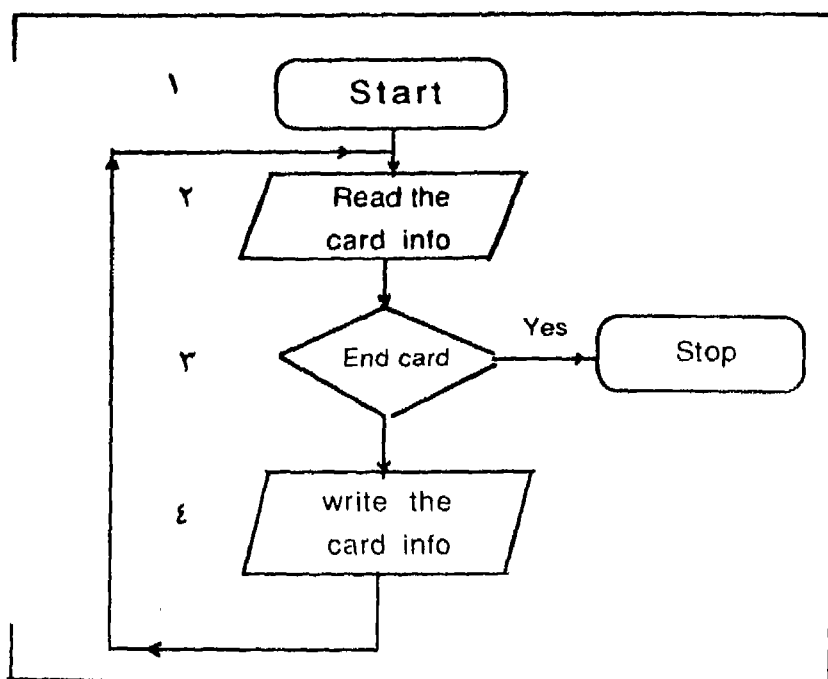 ١
Start
٢
Read the
card info
٣
End card
Yes
Stop
٤
write the
card info